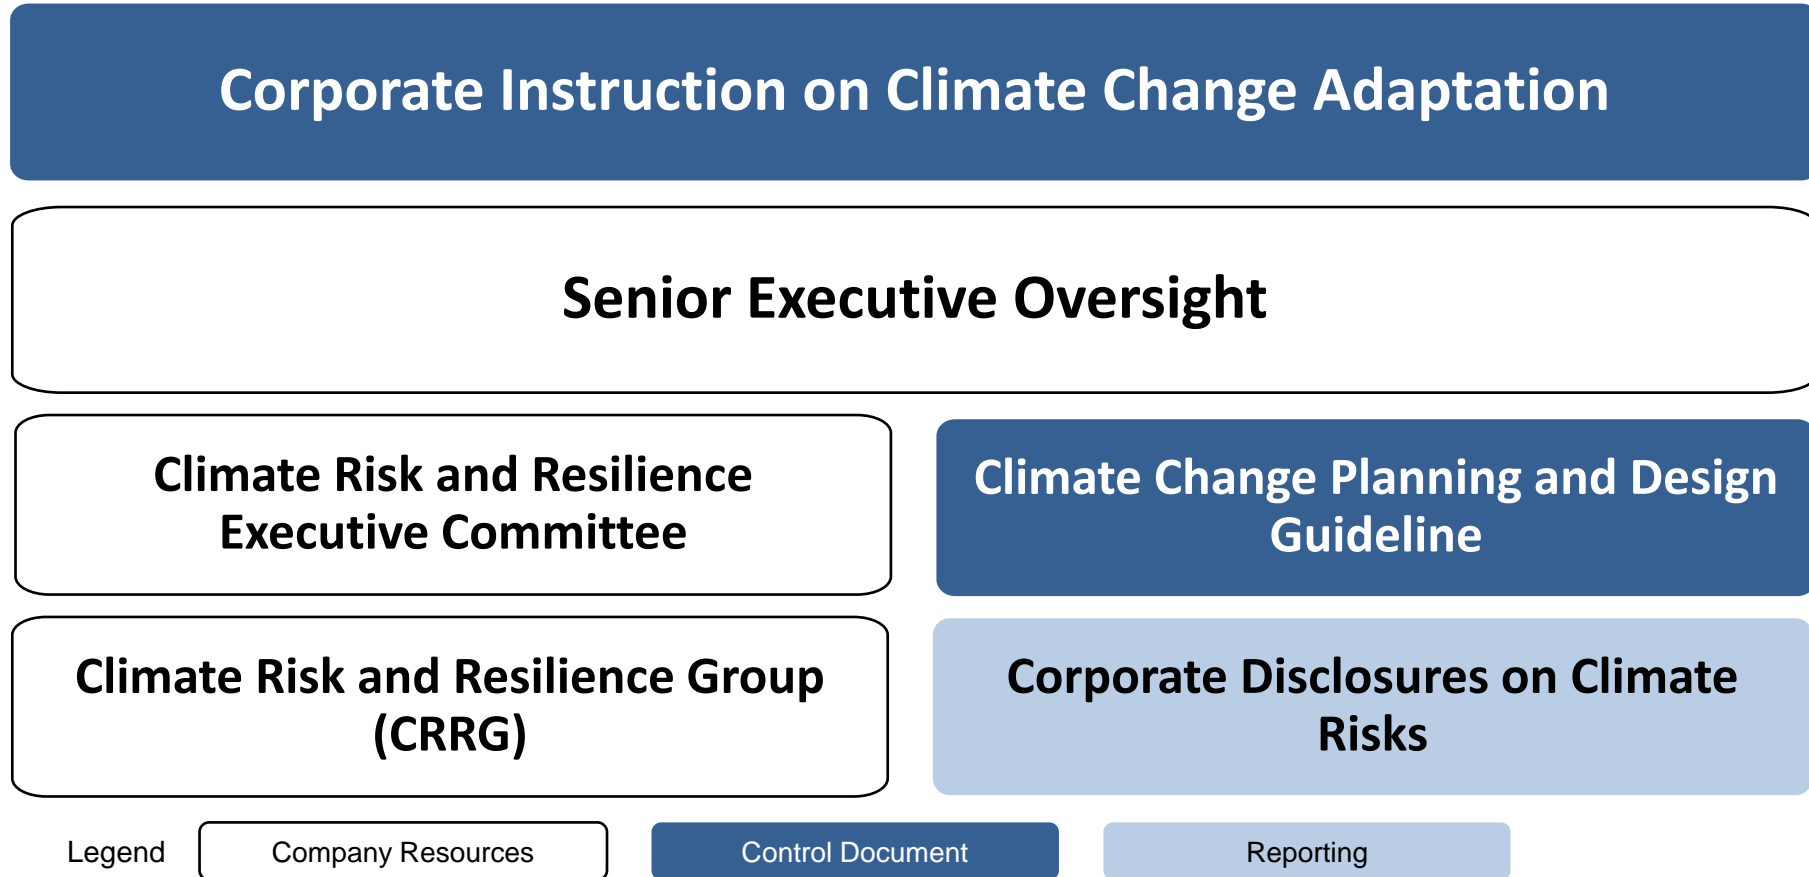 Corporate Instruction on Climate Change Adaptation
Senior Executive Oversight
Climate Risk and Resilience
Executive Committee
Climate Change Planning and Design
Guideline
Climate Risk and Resilience Group
(CRRG)
Corporate Disclosures on Climate
Risks
Legend
Company Resources
Control Document
Reporting